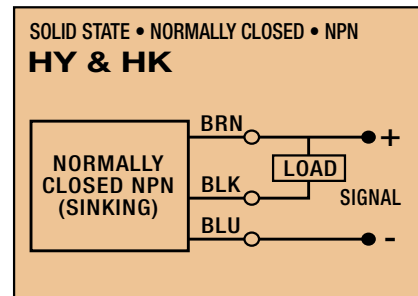 SOLID STATE • NORMALLY CLOSED • NPN
HY & HK
NORMALLY
CLOSED NPN
(SINKING)
BRN
+
LOAD
BLK
SIGNAL
BLU
-